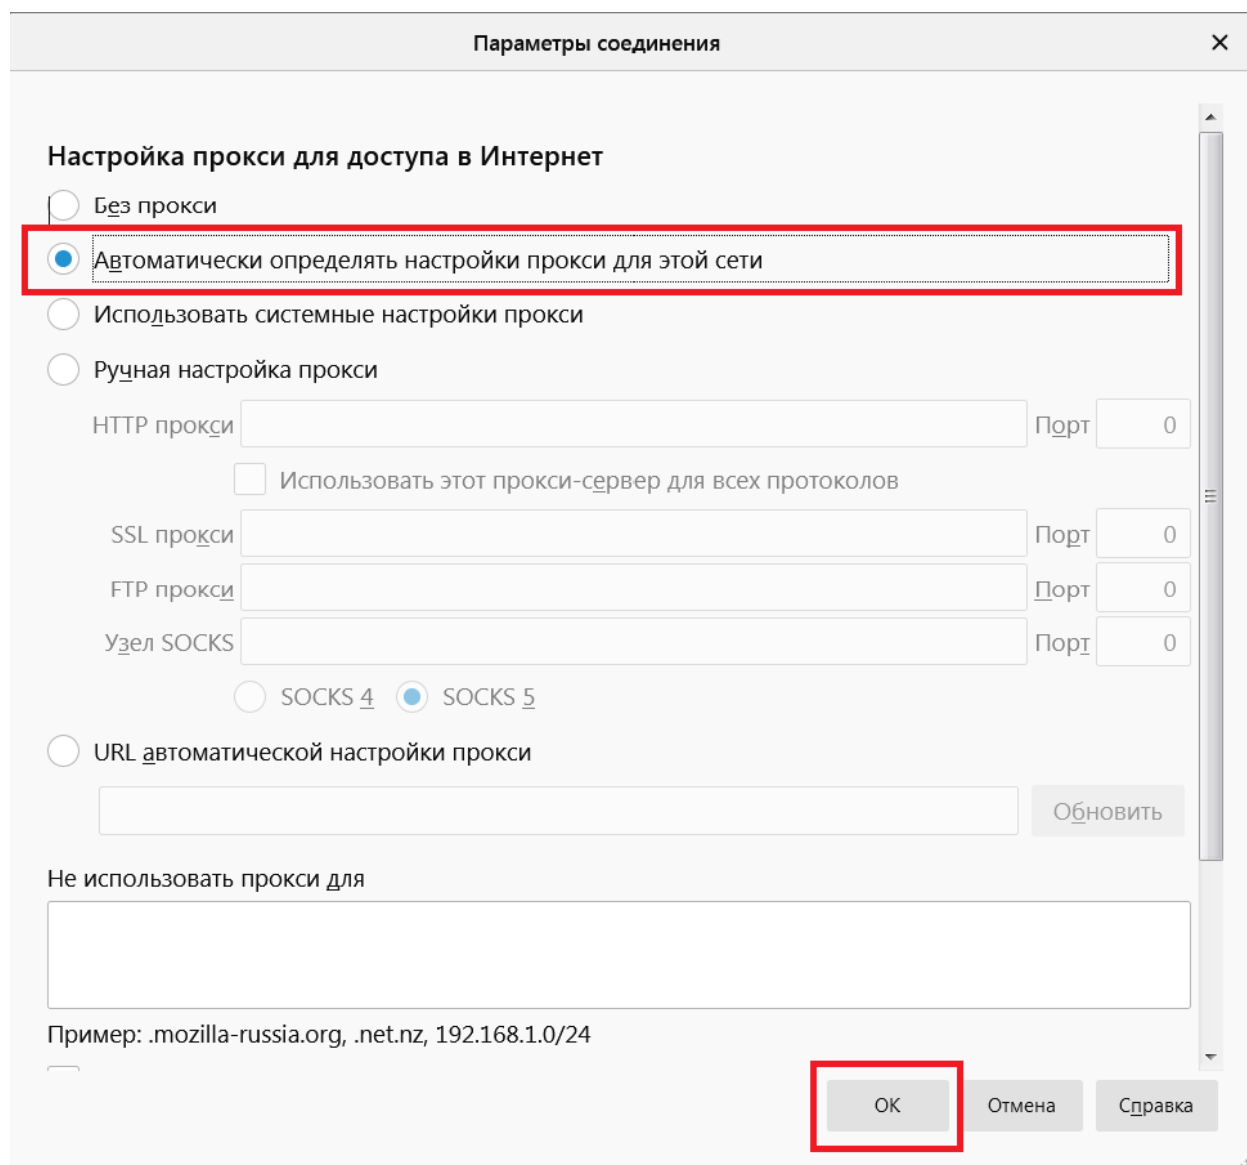 Параметры соединения
Настройка прокси для доступа в Интернет
Без прокси
Автоматически определять настройки прокси для этой сети
Использовать системные настройки прокси
Ручная настройка прокси
HTTP прокси Порт 0
Использовать этот прокси-сервер для всех протоколов
SSL прокси Порт 0
FTP прокси Порт 0
Узел SOCKS Порт 0
SOCKS 4 SOCKS 5
URL автоматической настройки прокси
Обновить
Не использовать прокси для
Пример: .mozilla-russia.org, .net.nz, 192.168.1.0/24
ОК Отмена Справка